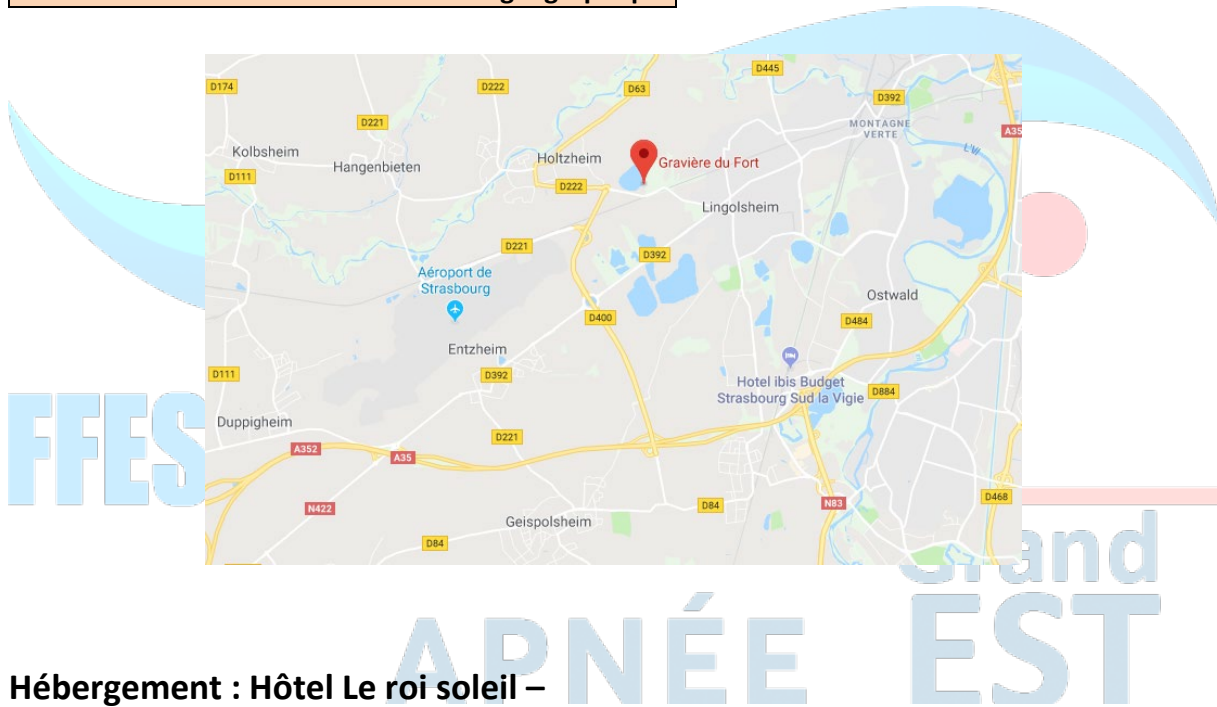 D445
D174
D222
D63
D392
MONTAGNE
VERTE
D221
A35
L'Ill
Kolbsheim
Hangenbieten
Holtzheim
Gravière du Fort
D111
D222
Lingolsheim
D221
D392
Aéroport de
Strasbourg
Ostwald
D400
D484
Entzheim
D111
D392
Hotel ibis Budget
Strasbourg Sud la Vigie
D884
Duppigheim
FFES
A352
D221
A35
D468
N422
D84
N83
Geispolsheim
D84
Grand
EST
APNÉE
Hébergement : Hôtel Le roi soleil –